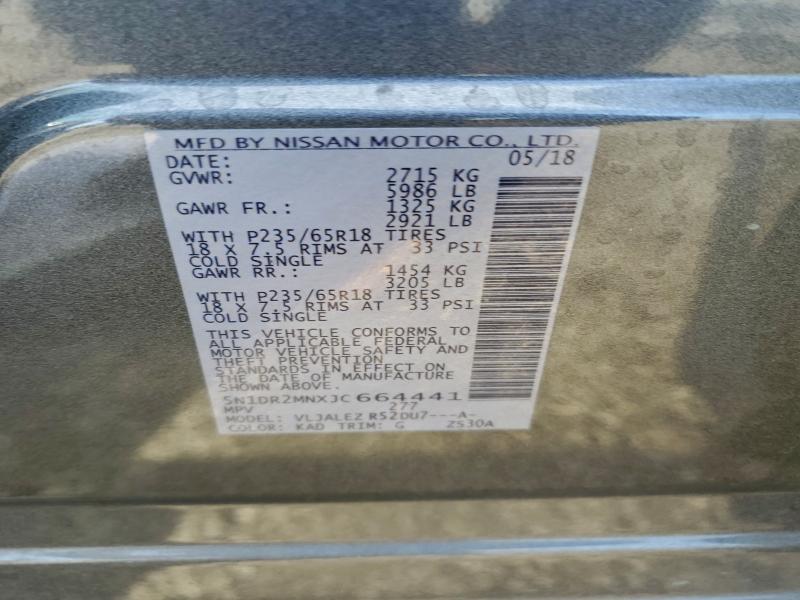 MFD BY NISSAN MOTOR CO., LTD.
DATE: 05/18
GVWR: 2715 KG
5986 LB
GAWR FR.: 1325 KG
2921 LB
WITH P235/65R18 TIRES
18 X 7.5 RIMS AT 33 PSI
COLD SINGLE
GAWR RR.: 1454 KG
3205 LB
WITH P235/65R18 TIRES
18 X 7.5 RIMS AT 33 PSI
COLD SINGLE
THIS VEHICLE CONFORMS TO
ALL APPLICABLE FEDERAL
MOTOR VEHICLE SAFETY AND
THEFT PREVENTION
STANDARDS IN EFFECT ON
THE DATE OF MANUFACTURE
SHOWN ABOVE.
5N1DR2MNXJC664441
MPV 277
MODEL: VLJALEZ R52DU7---A-
COLOR: KAD TRIM: G ZS30A